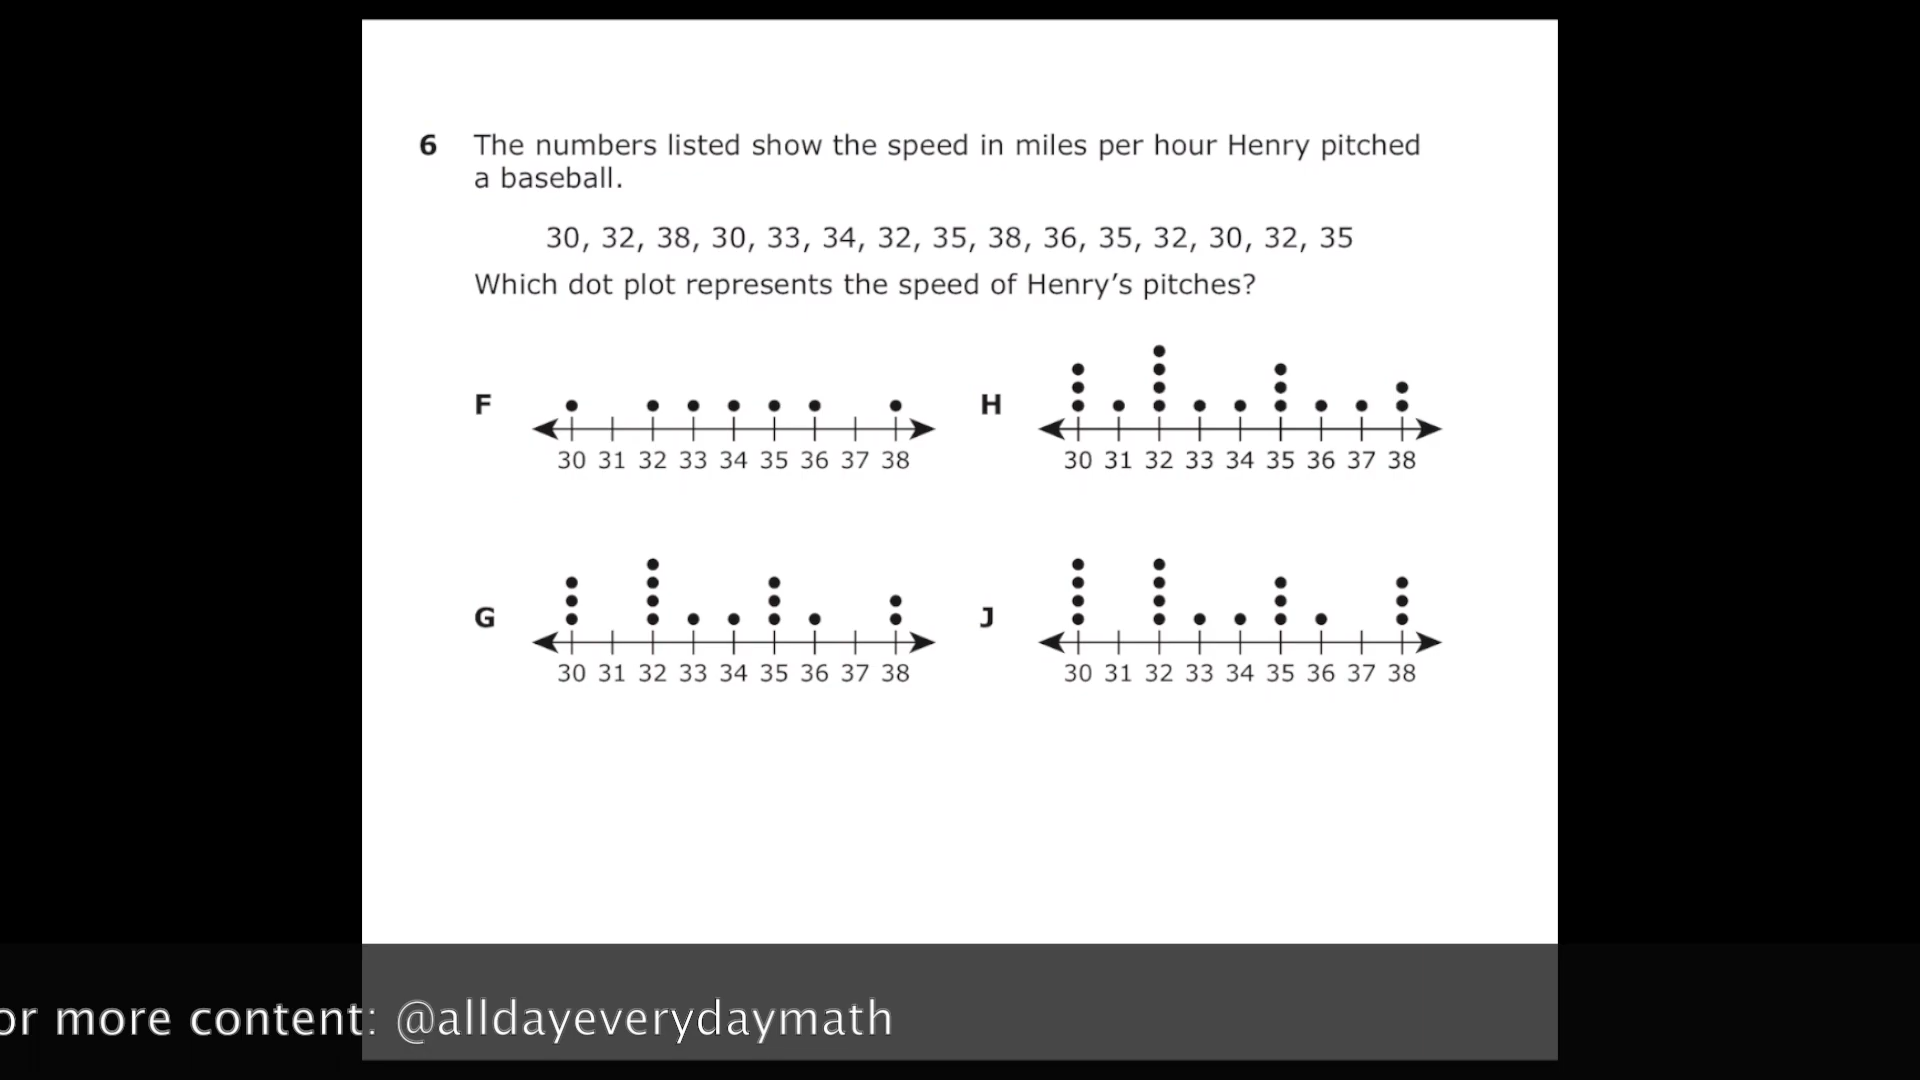 6 The numbers listed show the speed in miles per hour Henry pitched
a baseball.
30, 32, 38, 30, 33, 34, 32, 35, 38, 36, 35, 32, 30, 32, 35
Which dot plot represents the speed of Henry’s pitches?
F
30 31 32 33 34 35 36 37 38
H
30 31 32 33 34 35 36 37 38
G
30 31 32 33 34 35 36 37 38
J
30 31 32 33 34 35 36 37 38
or more content: @alldayeverydaymath